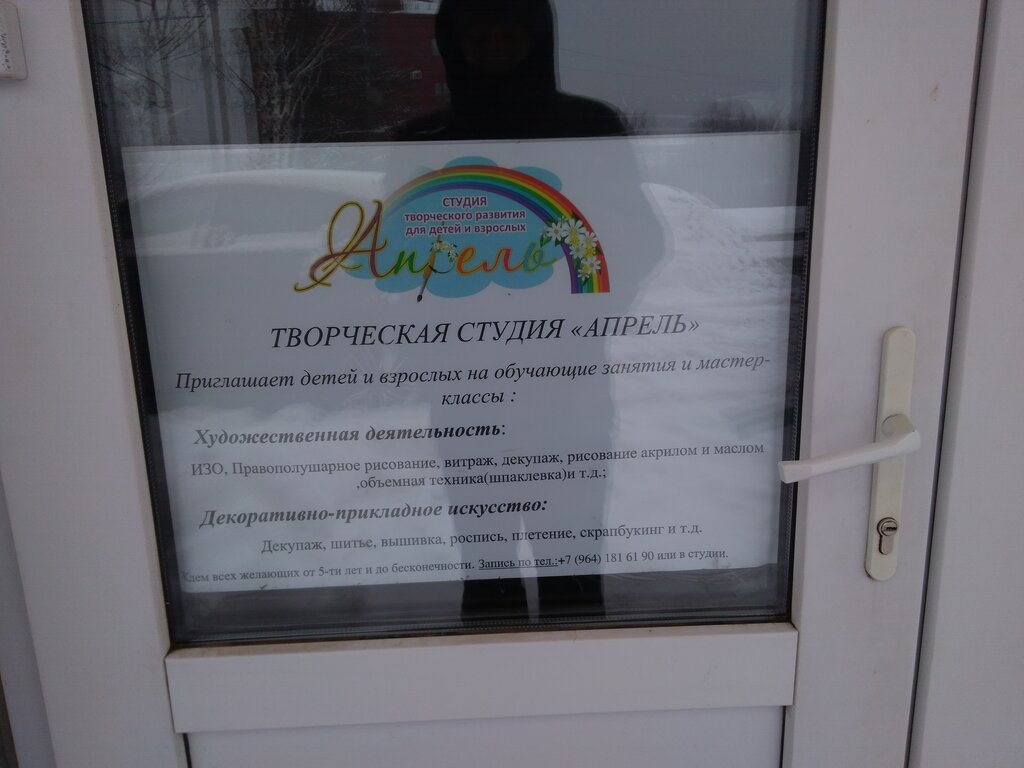 СТУДИЯ
творческого развития
для детей и взрослых
Апрель
ТВОРЧЕСКАЯ СТУДИЯ «АПРЕЛЬ»
Приглашает детей и взрослых на обучающие занятия и мастер-
классы :
Художественная деятельность:
ИЗО, Правополушарное рисование, витраж, декупаж, рисование акрилом и маслом
,объемная техника(шпаклевка)и т.д.;
Декоративно-прикладное искусство:
Декупаж, шитье, вышивка, роспись, плетение, скрапбукинг и т.д.
Ждем всех желающих от 5-ти лет и до бесконечности. Запись по тел.:+7 (964) 181 61 90 или в студии.